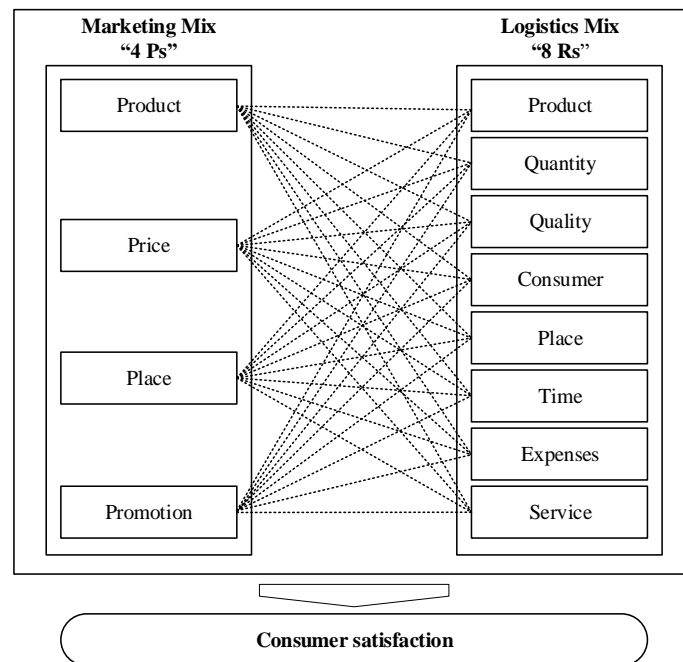 Marketing Mix
“4 Ps”
Product
Price
Place
Promotion
Logistics Mix
“8 Rs”
Product
Quantity
Quality
Consumer
Place
Time
Expenses
Service
Consumer satisfaction